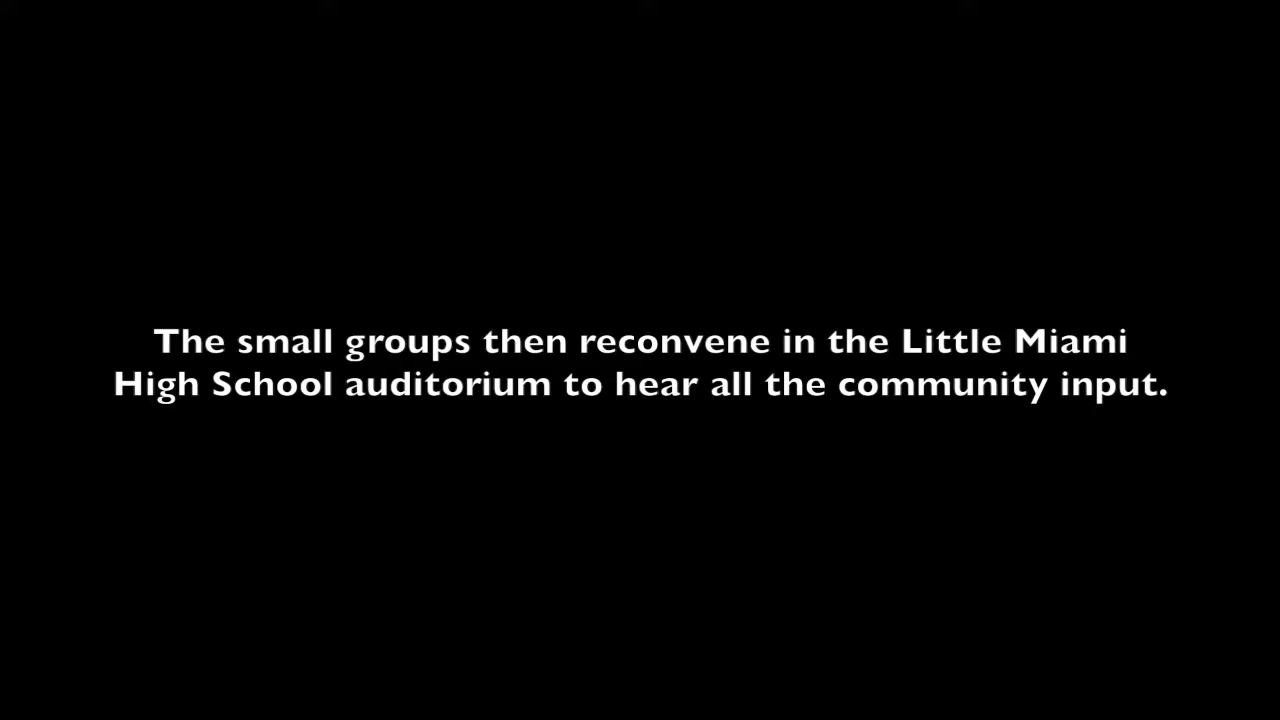 The small groups then reconvene in the Little Miami
High School auditorium to hear all the community input.